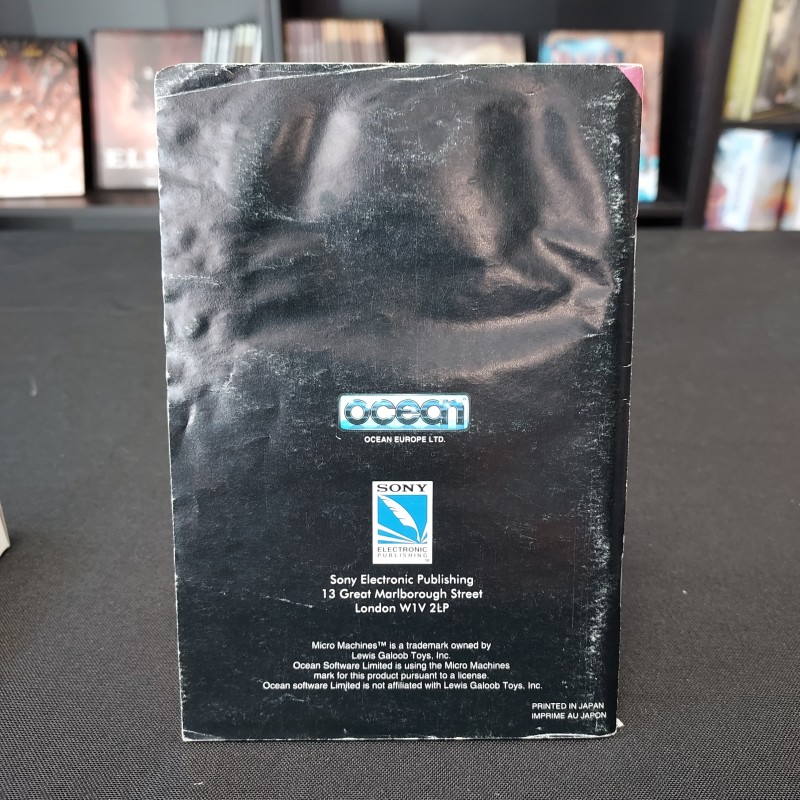 ocean
OCEAN EUROPE LTD.
SONY
ELECTRONIC
PUBLISHING
Sony Electronic Publishing
13 Great Marlborough Street
London W1V 2LP
Micro Machines™ is a trademark owned by
Lewis Galoob Toys, Inc.
Ocean Software Limited is using the Micro Machines
mark for this product pursuant to a license.
Ocean software Limited is not affiliated with Lewis Galoob Toys, Inc.
PRINTED IN JAPAN
IMPRIME AU JAPON